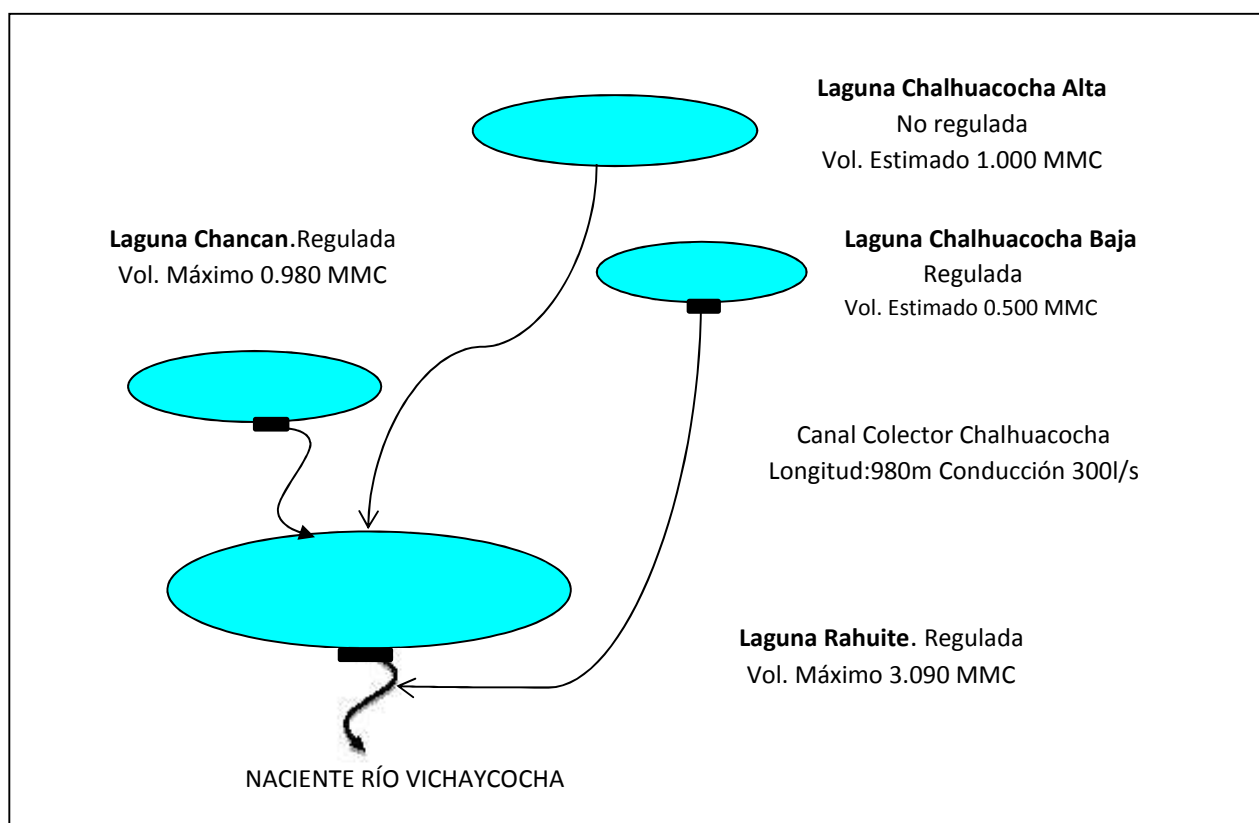 Laguna Chalhuacocha Alta
No regulada
Vol. Estimado 1.000 MMC
Laguna Chancan.Regulada
Vol. Máximo 0.980 MMC
Laguna Chalhuacocha Baja
Regulada
Vol. Estimado 0.500 MMC
Canal Colector Chalhuacocha
Longitud:980m Conducción 300l/s
Laguna Rahuite. Regulada
Vol. Máximo 3.090 MMC
NACIENTE RÍO VICHAYCOCHA